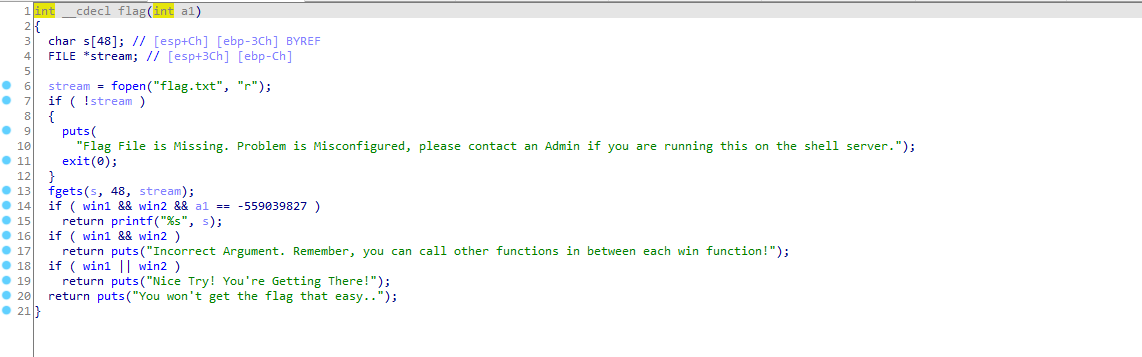 1 int __cdecl flag(int a1)
2 {
3 char s[48]; // [esp+Ch] [ebp-3Ch] BYREF
4 FILE *stream; // [esp+3Ch] [ebp-Ch]
5
6 stream = fopen("flag.txt", "r");
7 if ( !stream )
8 {
9 puts(
10 "Flag File is Missing. Problem is Misconfigured, please contact an Admin if you are running this on the shell server.");
11 exit(0);
12 }
13 fgets(s, 48, stream);
14 if ( win1 && win2 && a1 == -559039827 )
15 return printf("%s", s);
16 if ( win1 && win2 )
17 return puts("Incorrect Argument. Remember, you can call other functions in between each win function!");
18 if ( win1 || win2 )
19 return puts("Nice Try! You're Getting There!");
20 return puts("You won't get the flag that easy..");
21 }